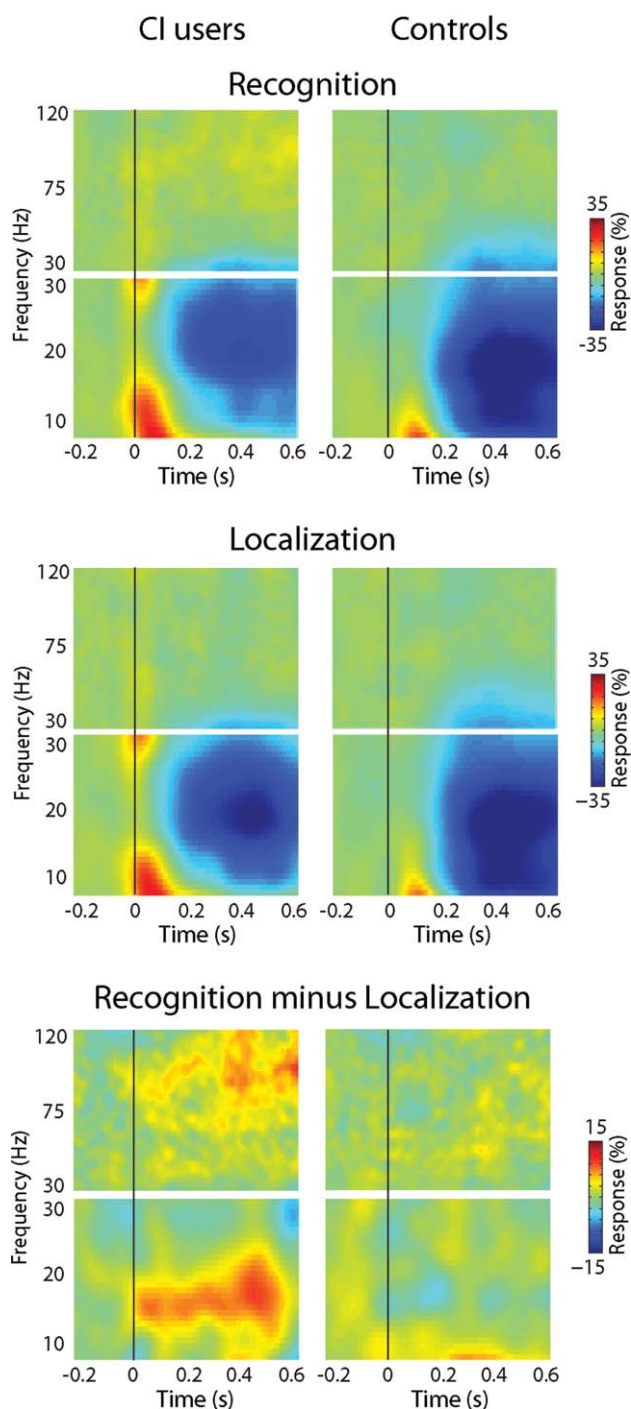 CI users Controls
Recognition
120
75
30
30
20
10
Frequency (Hz)
-0.2 0 0.2 0.4 0.6
Time (s)
-0.2 0 0.2 0.4 0.6
Time (s)
35
Response (%)
-35
Localization
120
75
30
30
20
10
Frequency (Hz)
-0.2 0 0.2 0.4 0.6
Time (s)
-0.2 0 0.2 0.4 0.6
Time (s)
35
Response (%)
−35
Recognition minus Localization
120
75
30
30
20
10
Frequency (Hz)
-0.2 0 0.2 0.4 0.6
Time (s)
-0.2 0 0.2 0.4 0.6
Time (s)
15
Response (%)
−15